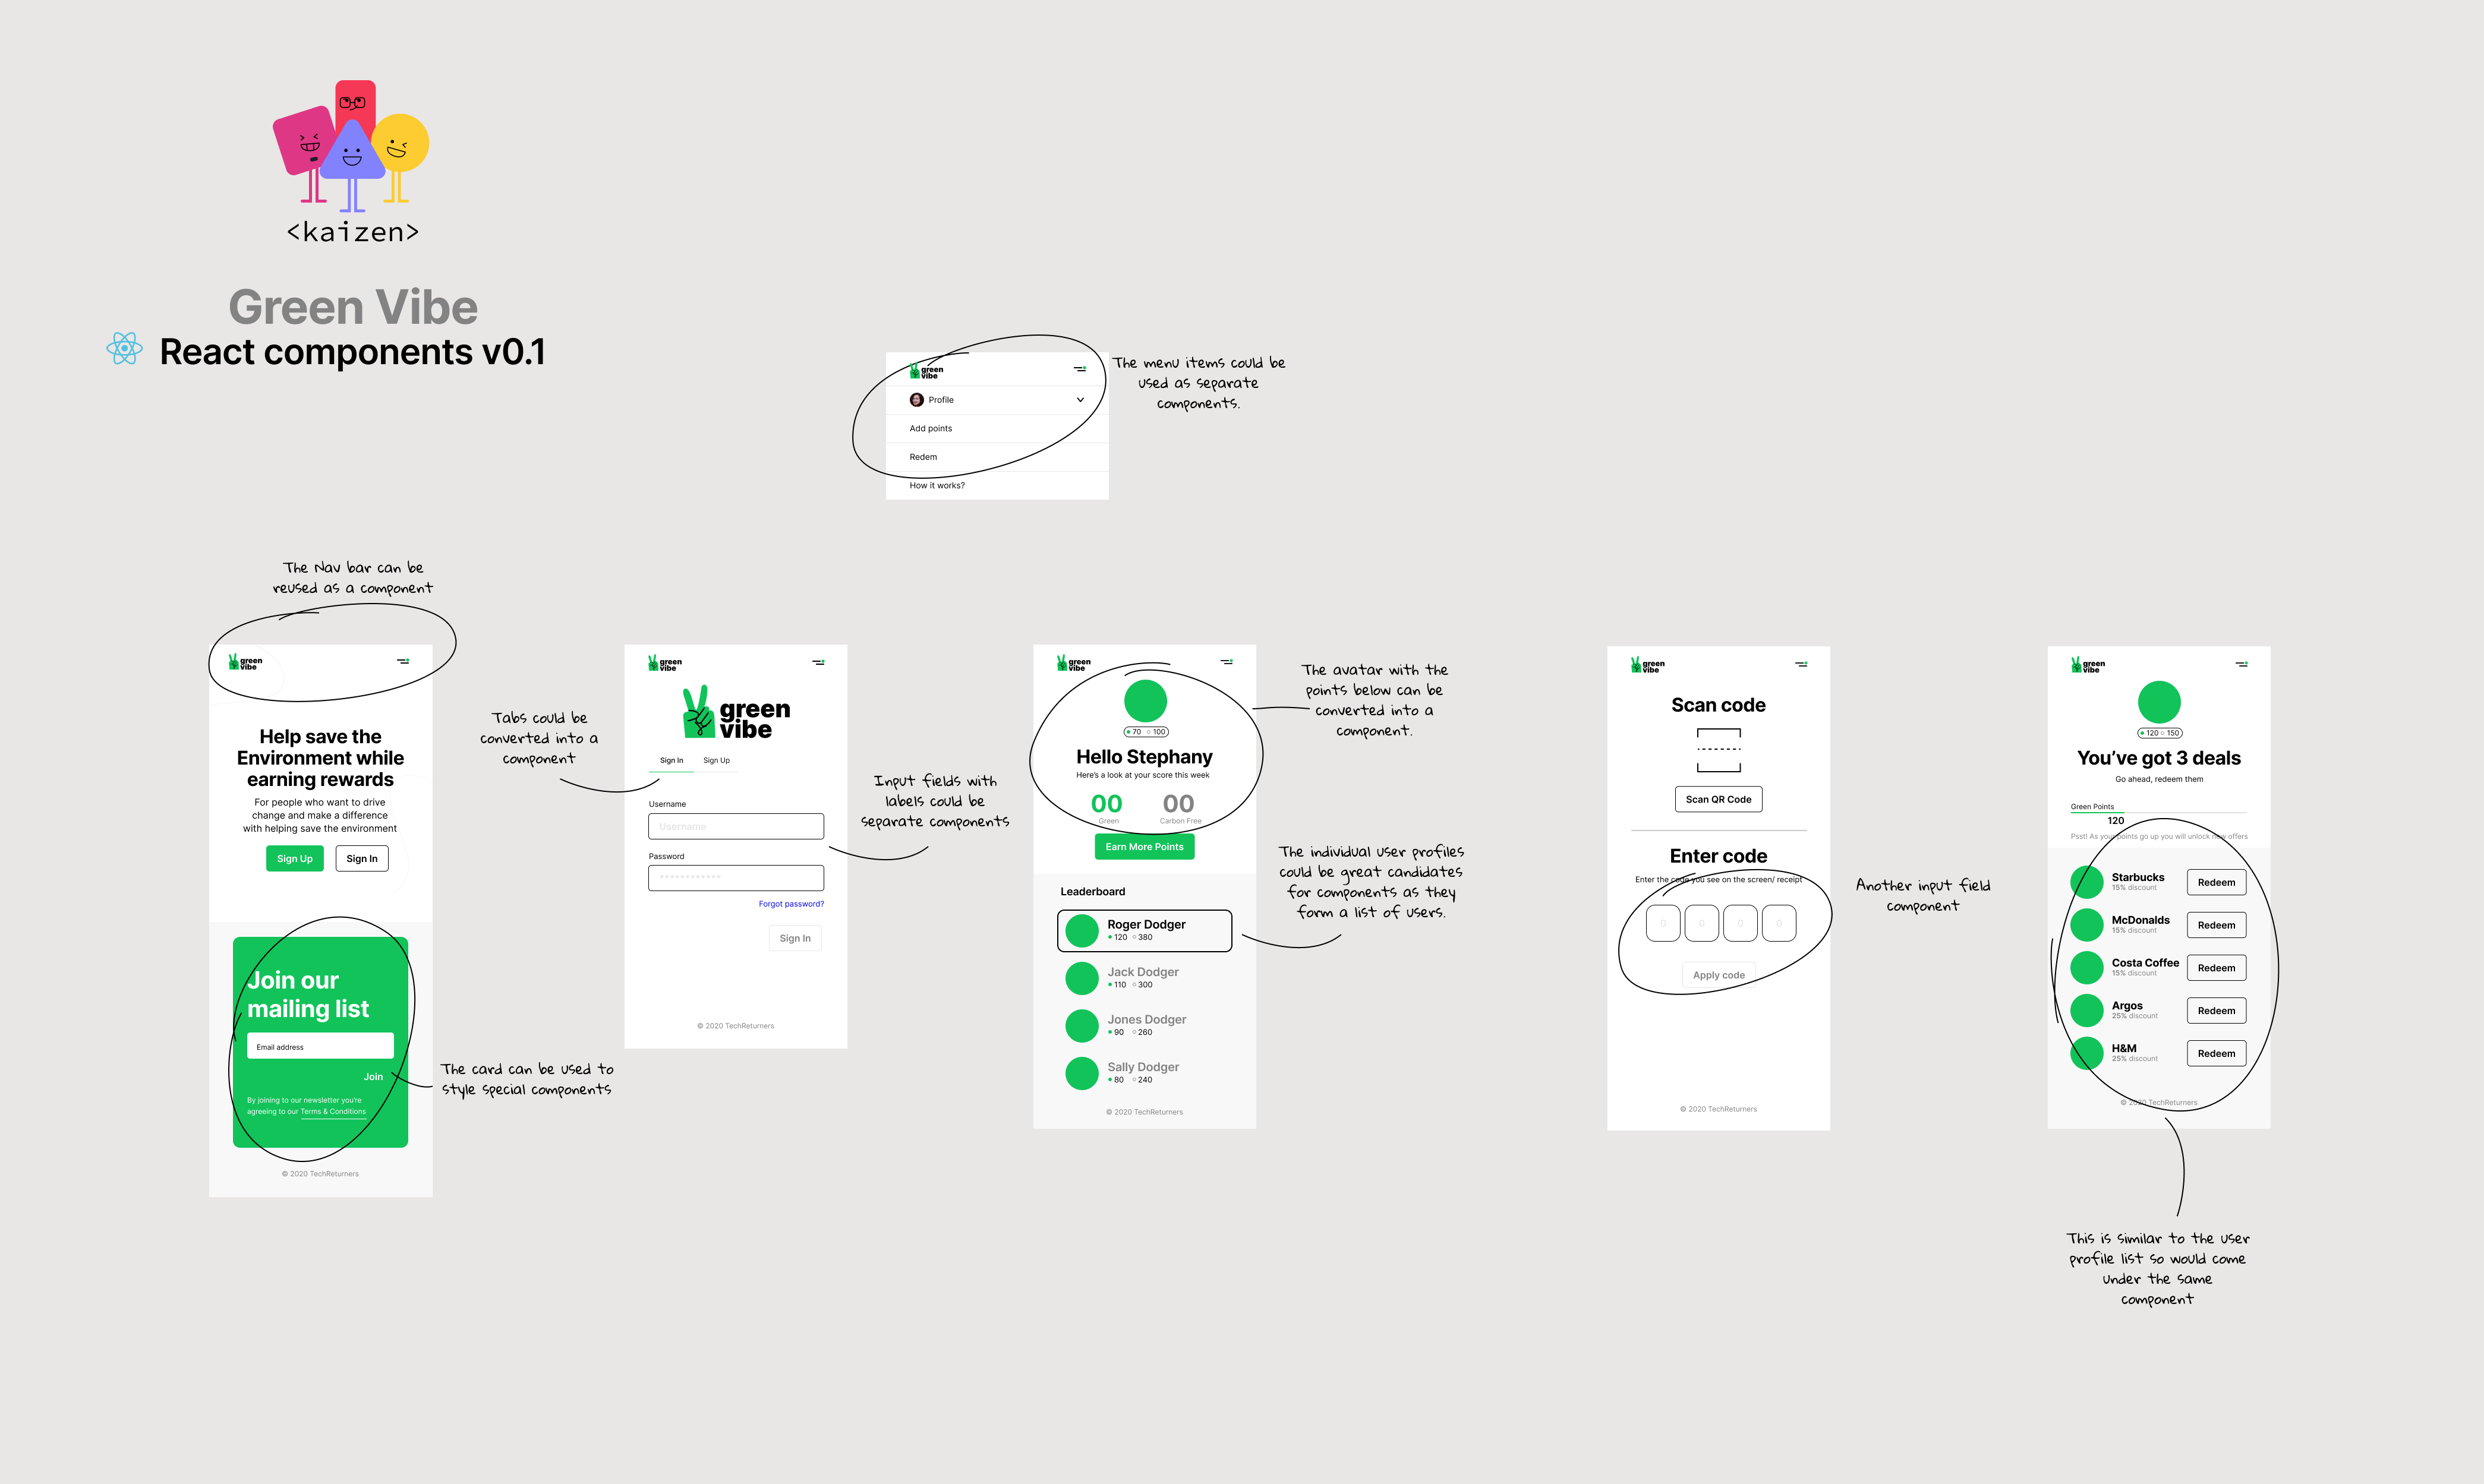 <kaizen>
Green Vibe
React components v0.1
green
vibe
Profile
Add points
Redem
How it works?
The menu items could be
used as separate
components.
The Nav bar can be
reused as a component
green
vibe
Help save the
Environment while
earning rewards
For people who want to drive
change and make a difference
with helping save the environment
Sign Up
Sign In
Join our
mailing list
Email address
Join
By joining to our newsletter you're
agreeing to our Terms & Conditions
© 2020 TechReturners
The card can be used to
style special components
Tabs could be
converted into a
component
green
vibe
green
vibe
Sign In
Sign Up
Username
Username
Password
************
Forgot password?
Sign In
© 2020 TechReturners
Input fields with
labels could be
separate components
green
vibe
70
100
Hello Stephany
Here's a look at your score this week
00
00
Green
Carbon Free
Earn More Points
Leaderboard
Roger Dodger
120
380
Jack Dodger
110
300
Jones Dodger
90
260
Sally Dodger
80
240
© 2020 TechReturners
The avatar with the
points below can be
converted into a
component.
The individual user profiles
could be great candidates
for components as they
form a list of users.
green
vibe
Scan code
Scan QR Code
Enter code
Enter the code you see on the screen/ receipt
0
0
0
0
Apply code
© 2020 TechReturners
Another input field
component
green
vibe
120
150
You've got 3 deals
Go ahead, redeem them
Green Points
120
Psst! As your points go up you will unlock new offers
Starbucks
15% discount
Redeem
McDonalds
15% discount
Redeem
Costa Coffee
15% discount
Redeem
Argos
25% discount
Redeem
H&M
25% discount
Redeem
© 2020 TechReturners
This is similar to the user
profile list so would come
under the same
component